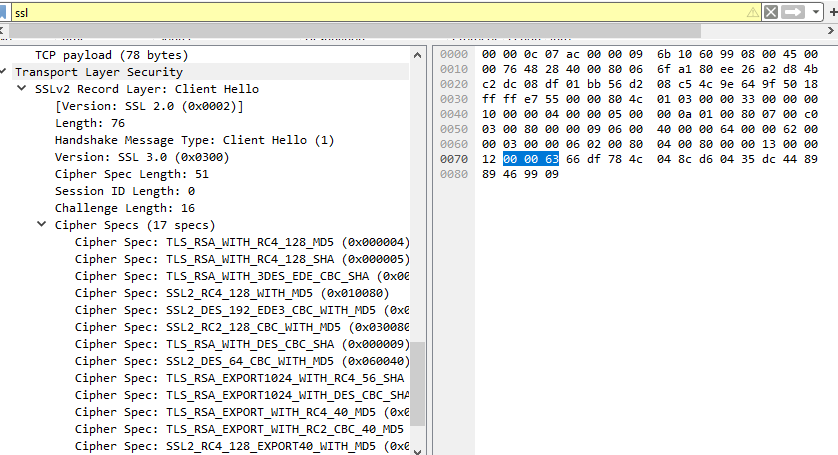 ssl
TCP payload (78 bytes)
Transport Layer Security
SSLv2 Record Layer: Client Hello
[Version: SSL 2.0 (0x0002)]
Length: 76
Handshake Message Type: Client Hello (1)
Version: SSL 3.0 (0x0300)
Cipher Spec Length: 51
Session ID Length: 0
Challenge Length: 16
Cipher Specs (17 specs)
Cipher Spec: TLS_RSA_WITH_RC4_128_MD5 (0x000004)
Cipher Spec: TLS_RSA_WITH_RC4_128_SHA (0x000005)
Cipher Spec: TLS_RSA_WITH_3DES_EDE_CBC_SHA (0x00
Cipher Spec: SSL2_RC4_128_WITH_MD5 (0x010080)
Cipher Spec: SSL2_DES_192_EDE3_CBC_WITH_MD5 (0x0
Cipher Spec: SSL2_RC2_128_CBC_WITH_MD5 (0x030080
Cipher Spec: TLS_RSA_WITH_DES_CBC_SHA (0x000009)
Cipher Spec: SSL2_DES_64_CBC_WITH_MD5 (0x060040)
Cipher Spec: TLS_RSA_EXPORT1024_WITH_RC4_56_SHA
Cipher Spec: TLS_RSA_EXPORT1024_WITH_DES_CBC_SHA
Cipher Spec: TLS_RSA_EXPORT_WITH_RC4_40_MD5 (0x0
Cipher Spec: TLS_RSA_EXPORT_WITH_RC2_CBC_40_MD5
Cipher Spec: SSL2_RC4_128_EXPORT40_WITH_MD5 (0x0
0000 00 00 0c 07 ac 00 00 09 6b 10 60 99 08 00 45 00
0010 00 76 48 28 40 00 80 06 6f a1 80 ee 26 a2 d8 4b
0020 c2 dc 08 df 01 bb 56 d2 08 c5 4c 9e 64 9f 50 18
0030 ff ff e7 55 00 00 80 4c 01 03 00 00 33 00 00 00
0040 10 00 00 04 00 00 05 00 00 0a 01 00 80 07 00 c0
0050 03 00 80 00 00 09 06 00 40 00 00 64 00 00 62 00
0060 00 03 00 00 06 02 00 80 04 00 80 00 00 13 00 00
0070 12 00 00 63 66 df 78 4c 04 8c d6 04 35 dc 44 89
0080 89 46 99 09